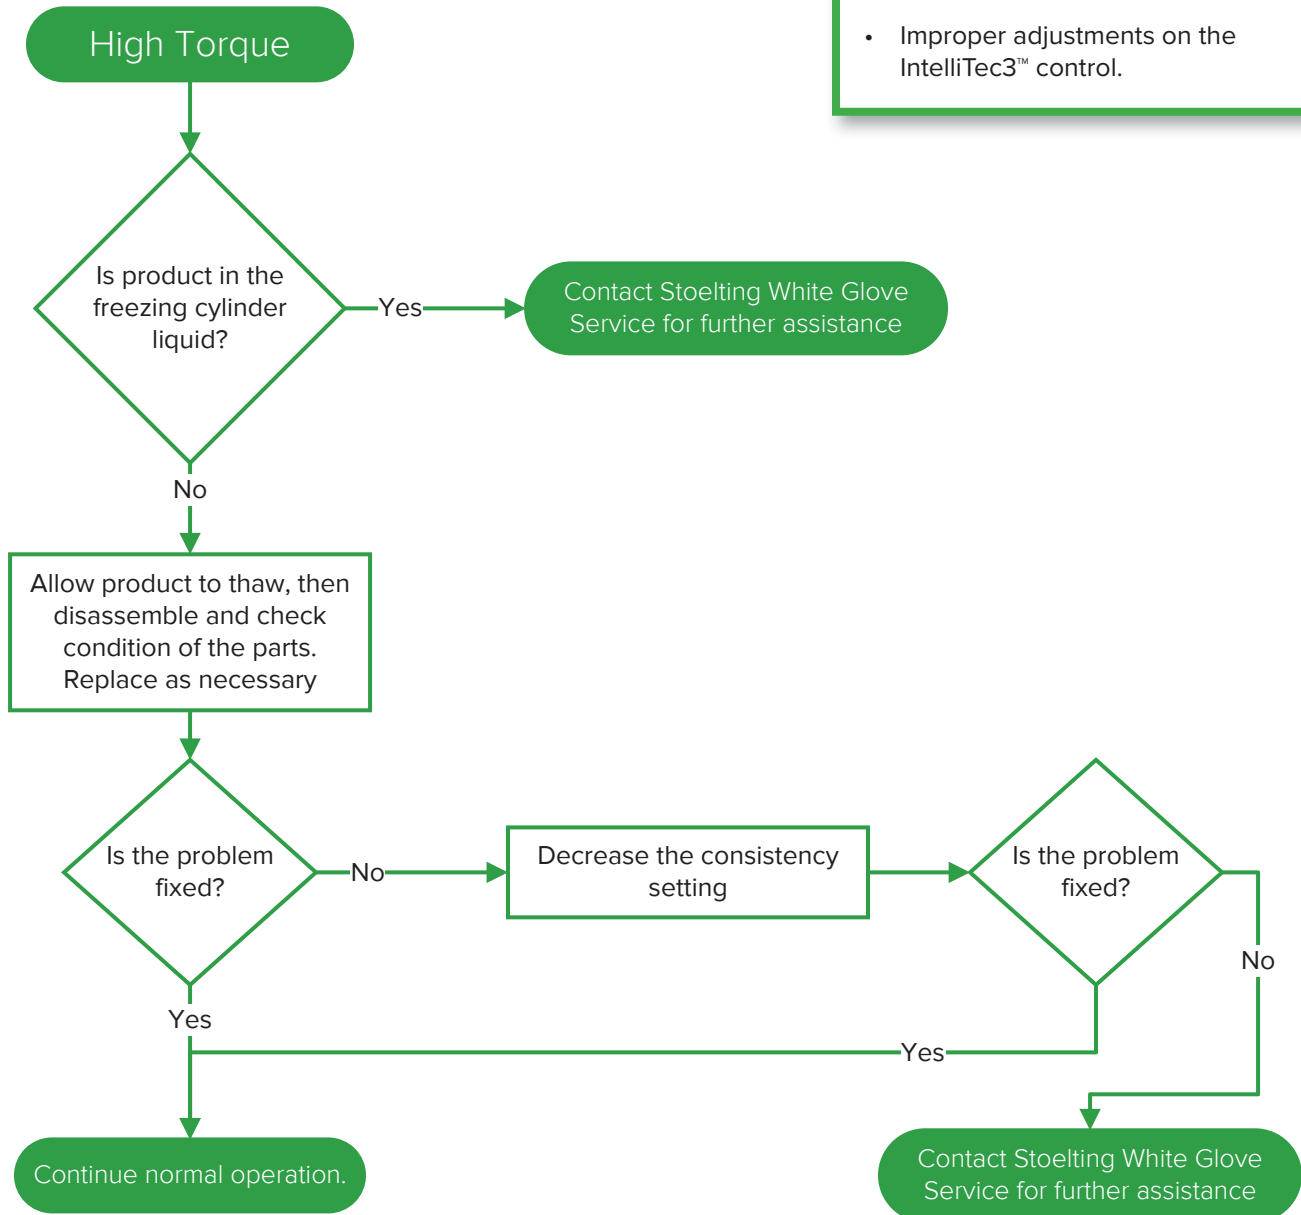 High Torque
• Improper adjustments on the
IntelliTec3™ control.
Is product in the
freezing cylinder
liquid?
Yes
Contact Stoelting White Glove
Service for further assistance
No
Allow product to thaw, then
disassemble and check
condition of the parts.
Replace as necessary
Is the problem
fixed?
No
Decrease the consistency
setting
Is the problem
fixed?
No
Yes
Yes
Continue normal operation.
Contact Stoelting White Glove
Service for further assistance